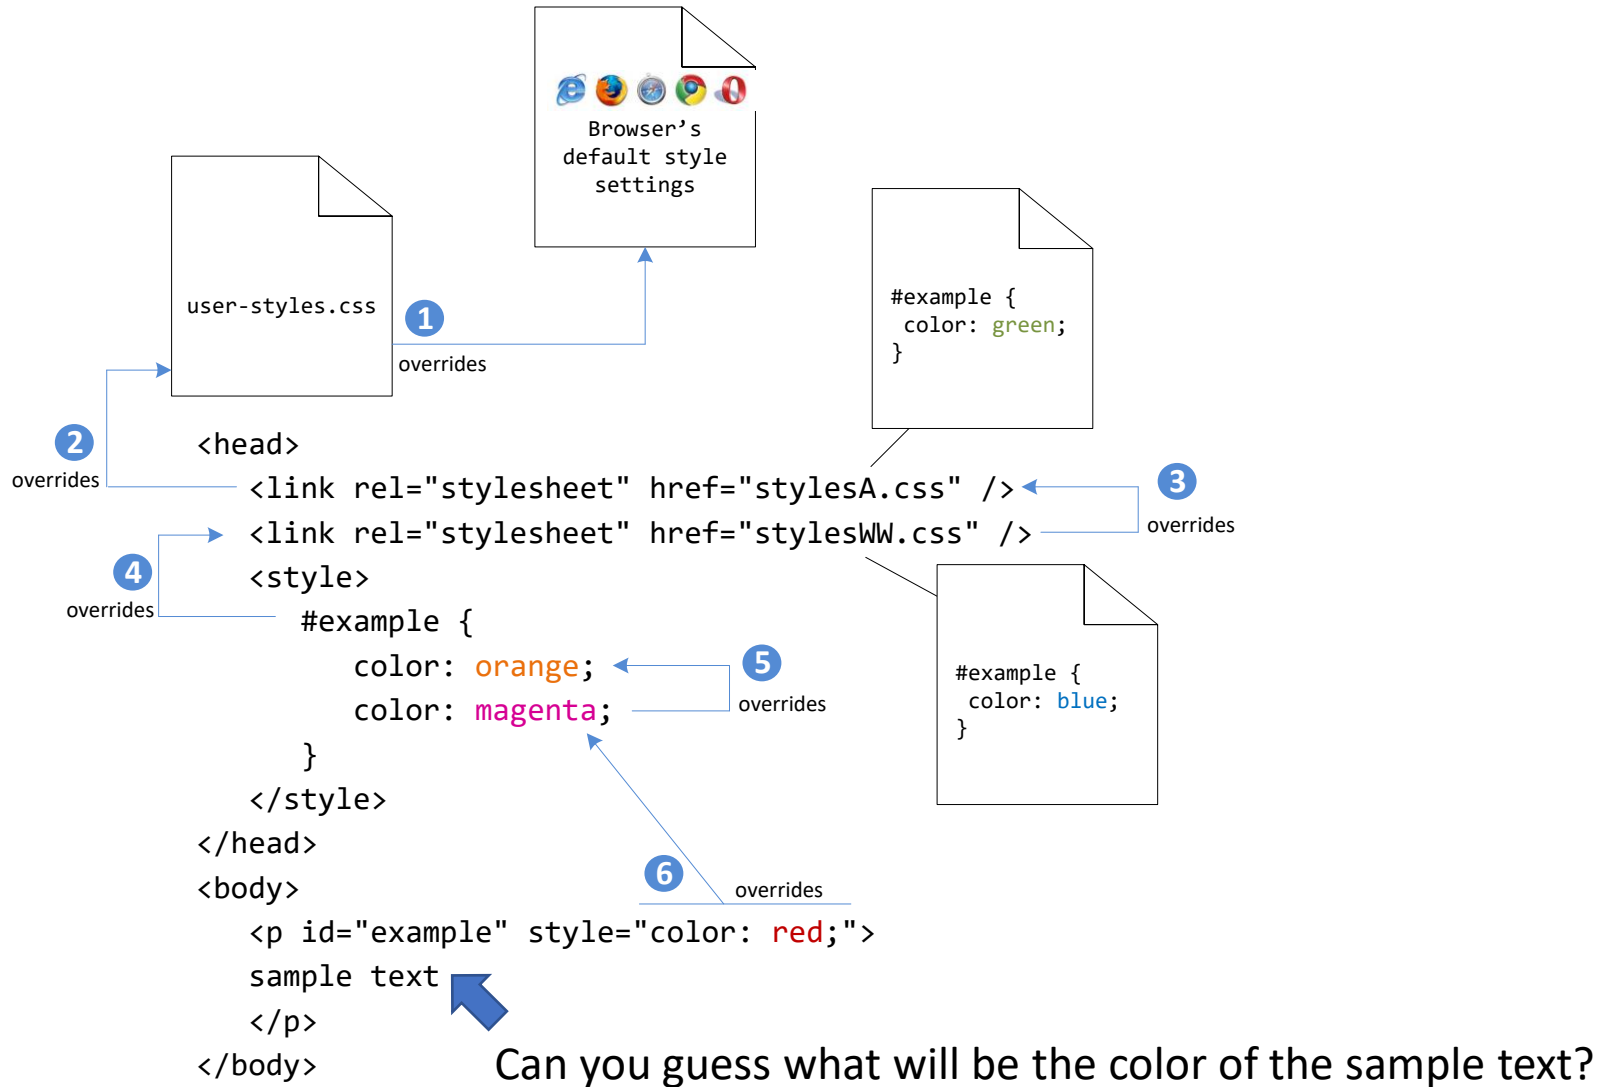 Browser’s
default style
settings
user-styles.css
1
overrides
#example {
color: green;
}
2
overrides
<head>
<link rel="stylesheet" href="stylesA.css" />
3
overrides
<link rel="stylesheet" href="stylesWW.css" />
4
overrides
<style>
#example {
color: orange;
5
overrides
color: magenta;
}
</style>
#example {
color: blue;
}
</head>
6
overrides
<body>
<p id="example" style="color: red;">
sample text
</p>
</body>
Can you guess what will be the color of the sample text?